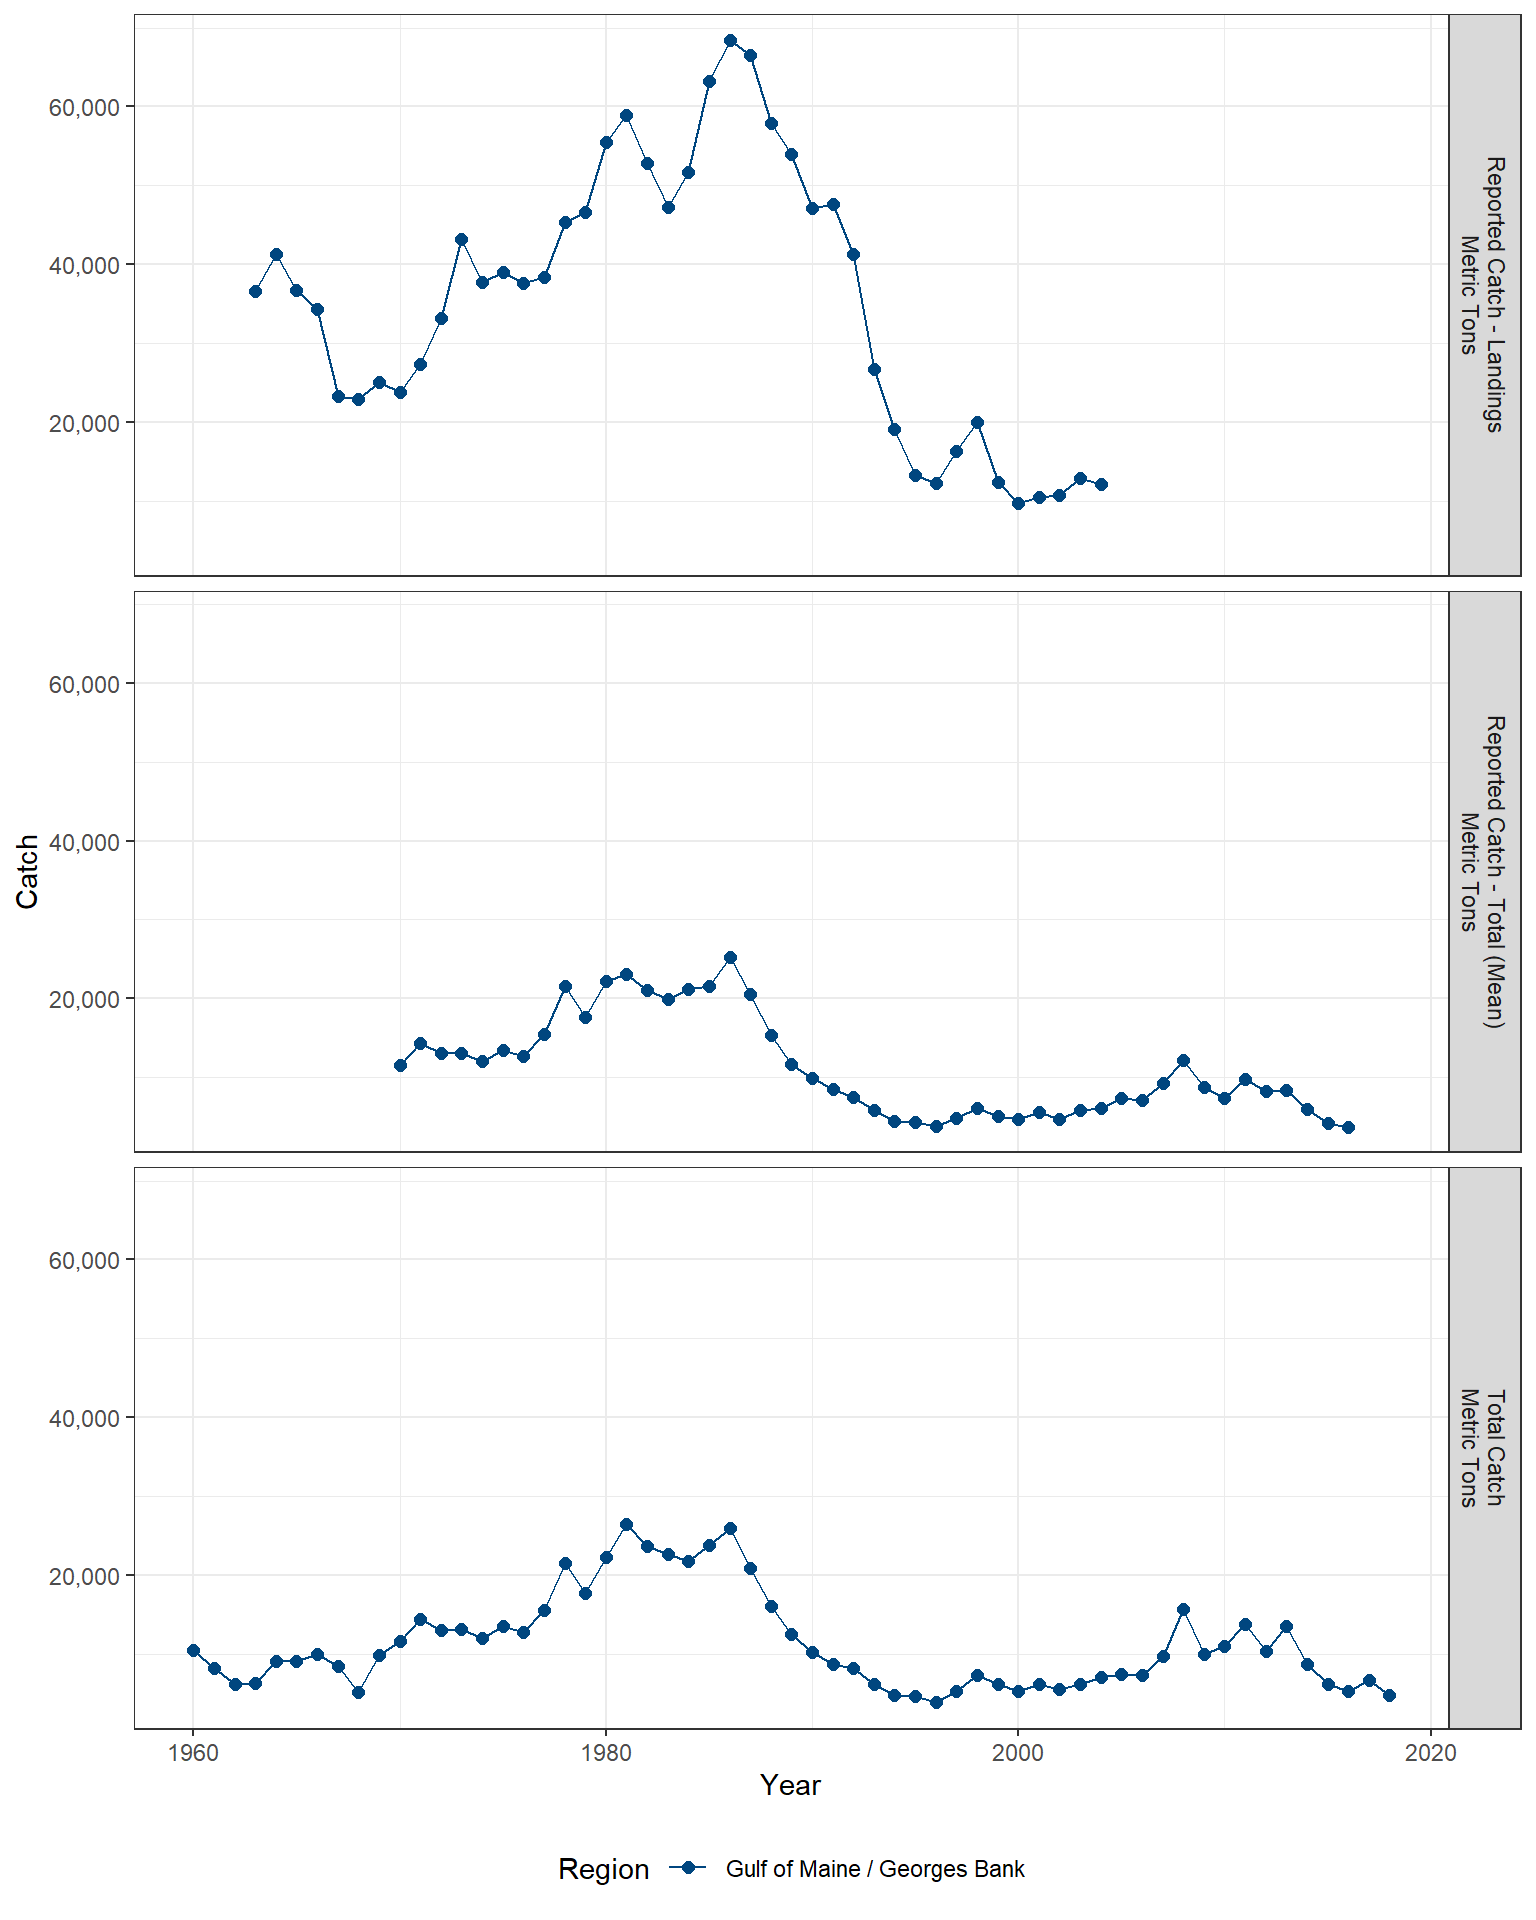 60,000
40,000
20,000
Reported Catch - Landings
Metric Tons
60,000
40,000
20,000
Reported Catch - Total (Mean)
Metric Tons
Catch
60,000
40,000
20,000
Total Catch
Metric Tons
1960 1980 2000 2020
Year
Region Gulf of Maine / Georges Bank